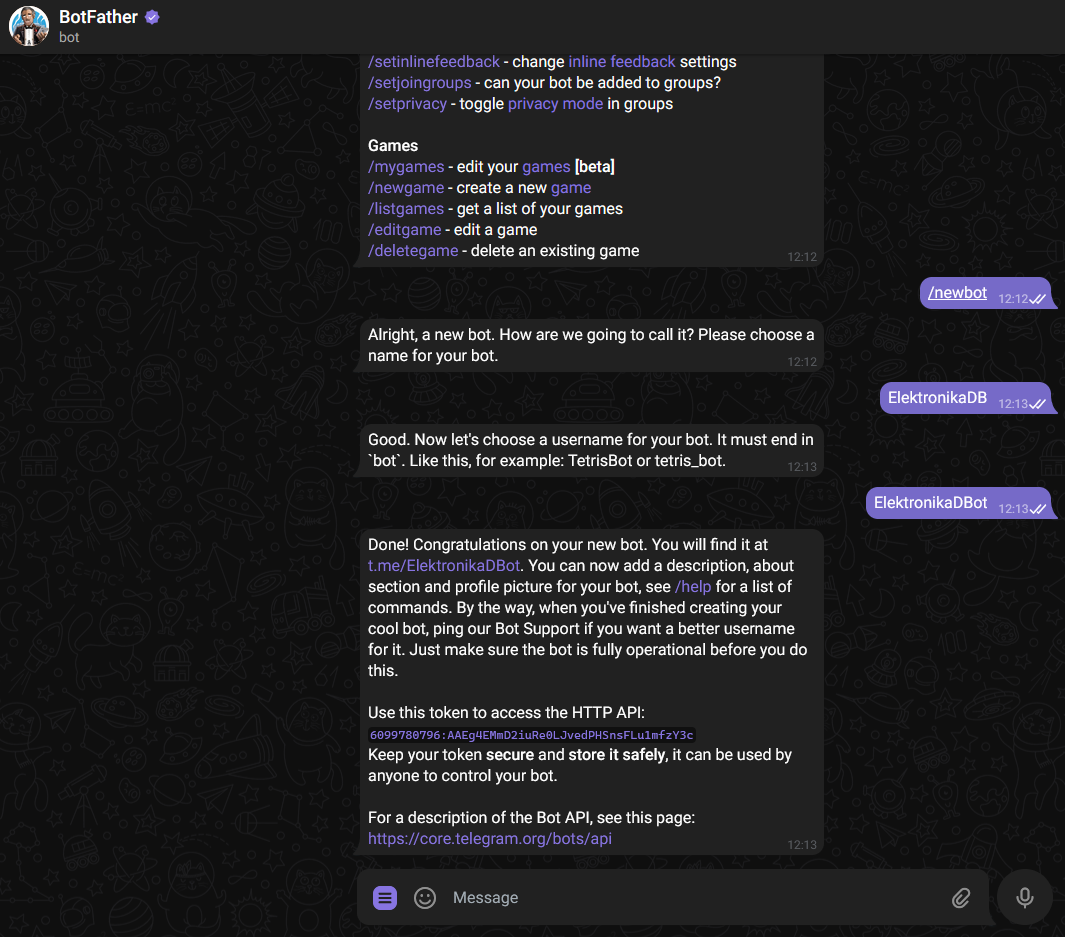 BotFather
bot
/setinlinefeedback - change inline feedback settings
/setjoingroups - can your bot be added to groups?
/setprivacy - toggle privacy mode in groups
Games
/mygames - edit your games [beta]
/newgame - create a new game
/listgames - get a list of your games
/editgame - edit a game
/deletegame - delete an existing game
12:12
/newbot 12:12
Alright, a new bot. How are we going to call it? Please choose a
name for your bot.
12:12
ElektronikaDB 12:13
Good. Now let's choose a username for your bot. It must end in
`bot`. Like this, for example: TetrisBot or tetris_bot.
12:13
ElektronikaDBot 12:13
Done! Congratulations on your new bot. You will find it at
t.me/ElektronikaDBot. You can now add a description, about
section and profile picture for your bot, see /help for a list of
commands. By the way, when you've finished creating your
cool bot, ping our Bot Support if you want a better username
for it. Just make sure the bot is fully operational before you do
this.
Use this token to access the HTTP API:
6099780796:AAEg4EMmD2iuRe0LJvedPHSnsFLu1mfzY3c
Keep your token secure and store it safely, it can be used by
anyone to control your bot.
For a description of the Bot API, see this page:
https://core.telegram.org/bots/api
12:13
Message